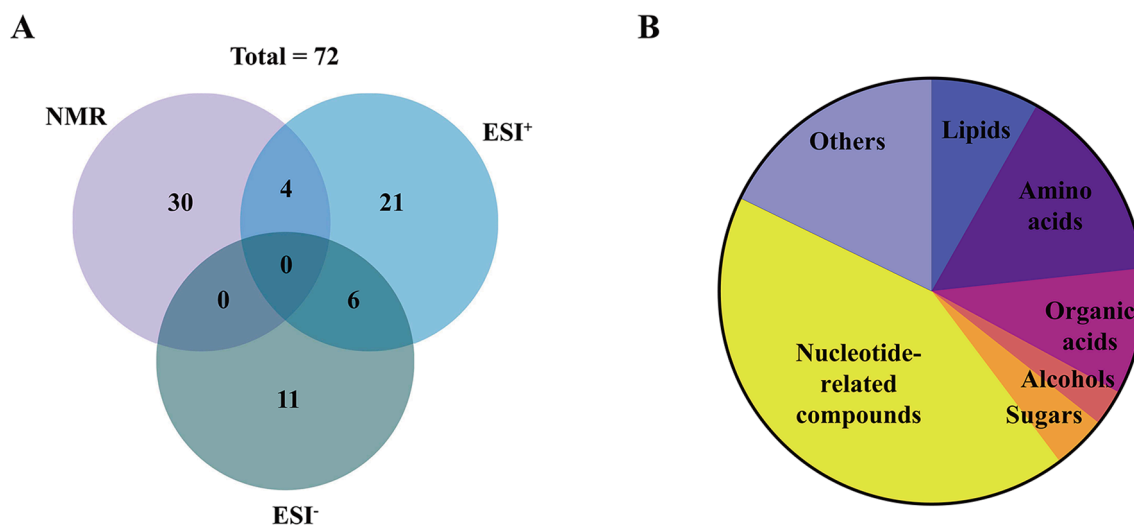 A
Total = 72
NMR
ESI⁺
30
4
21
0
0
6
11
ESI⁻
B
Others
Lipids
Amino
acids
Organic
acids
Alcohols
Sugars
Nucleotide-
related
compounds